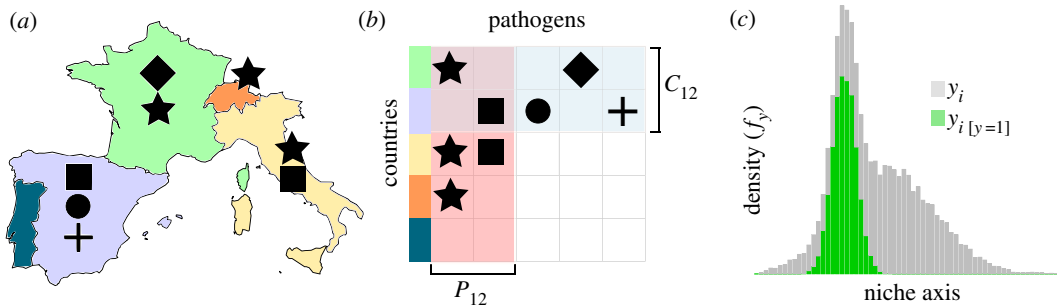 (a)
(b)
pathogens
countries
C12
P12
(c)
density (fy)
yi
yi [y=1]
niche axis